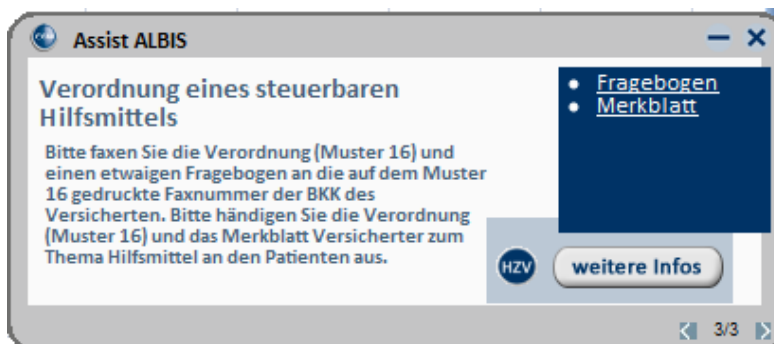 Assist ALBIS
Verordnung eines steuerbaren
Hilfsmittels
Bitte faxen Sie die Verordnung (Muster 16) und
einen etwaigen Fragebogen an die auf dem Muster
16 gedruckte Faxnummer der BKK des
Versicherten. Bitte händigen Sie die Verordnung
(Muster 16) und das Merkblatt Versicherter zum
Thema Hilfsmittel an den Patienten aus.
Fragebogen
Merkblatt
HZV
weitere Infos
3/3